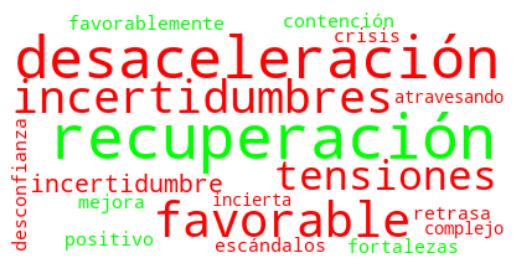 favorablemente contención
crisis
desaceleración
incertidumbres atravesando
recuperación
desconfianza
incertidumbre tensiones
mejora incierta
favorable retrasa
complejo
positivo escándalos fortalezas